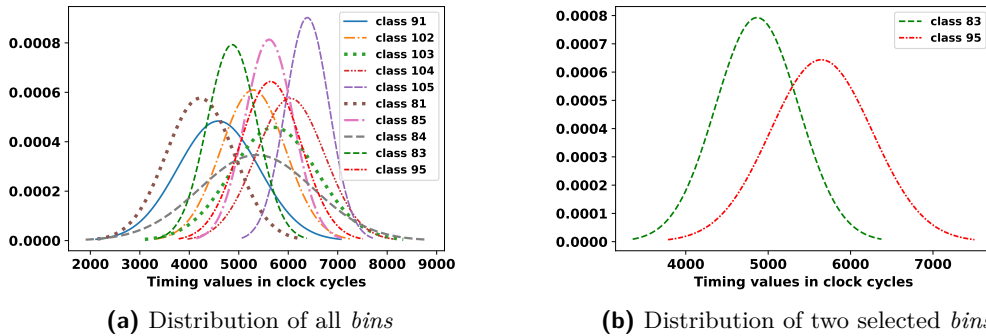 0.0008
0.0006
0.0004
0.0002
0.0000
2000 3000 4000 5000 6000 7000 8000 9000
Timing values in clock cycles
class 91
class 102
class 103
class 104
class 105
class 81
class 85
class 84
class 83
class 95
(a) Distribution of all bins
0.0008
0.0007
0.0006
0.0005
0.0004
0.0003
0.0002
0.0001
0.0000
4000 5000 6000 7000
Timing values in clock cycles
class 83
class 95
(b) Distribution of two selected bins